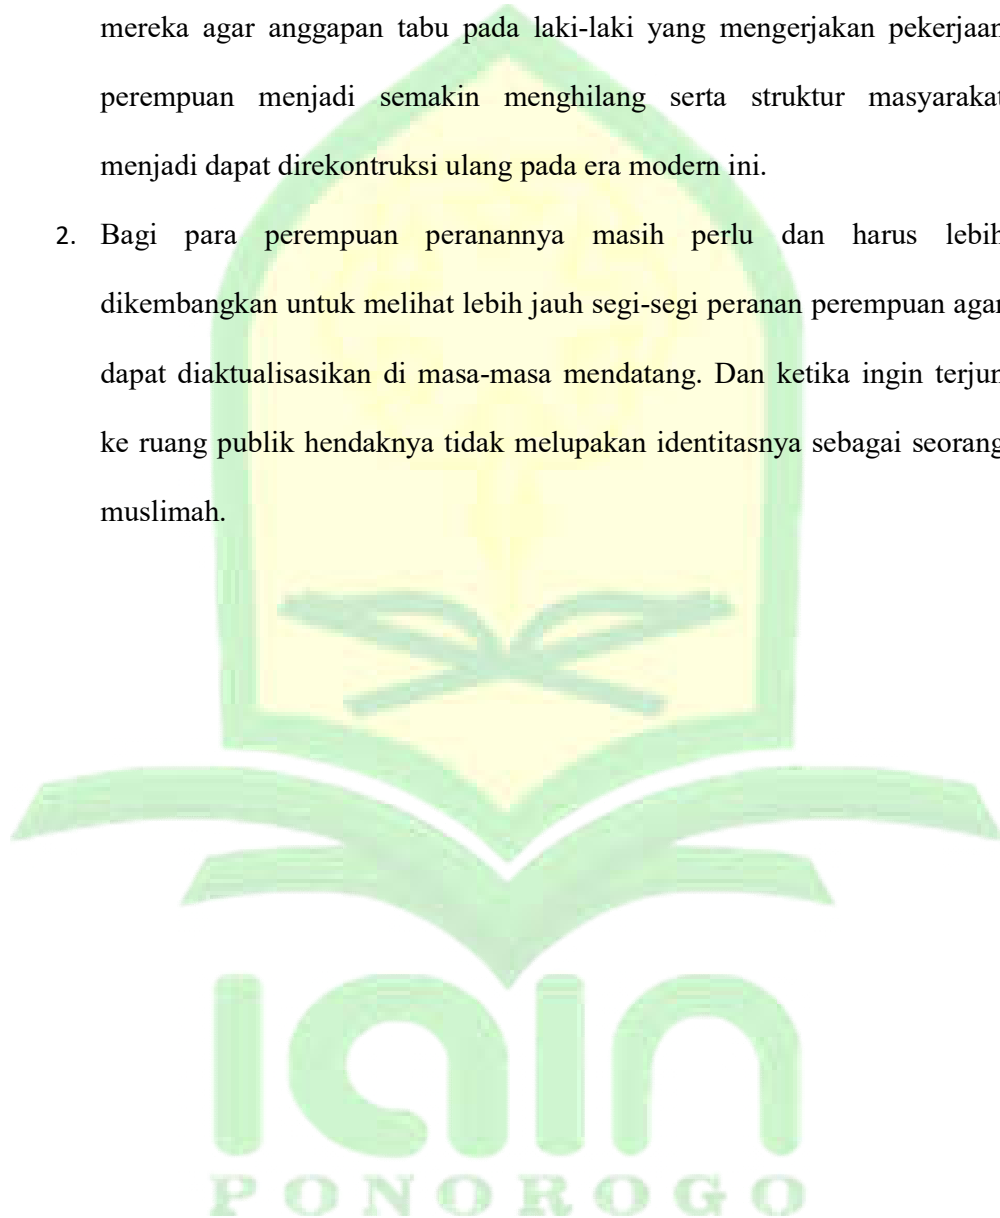 mereka agar anggapan tabu pada laki-laki yang mengerjakan pekerjaan
perempuan menjadi semakin menghilang serta struktur masyarakat
menjadi dapat direkontruksi ulang pada era modern ini.
2. Bagi para perempuan peranannya masih perlu dan harus lebih
dikembangkan untuk melihat lebih jauh segi-segi peranan perempuan agar
dapat diaktualisasikan di masa-masa mendatang. Dan ketika ingin terjun
ke ruang publik hendaknya tidak melupakan identitasnya sebagai seorang
muslimah.
iain
PONOROGO